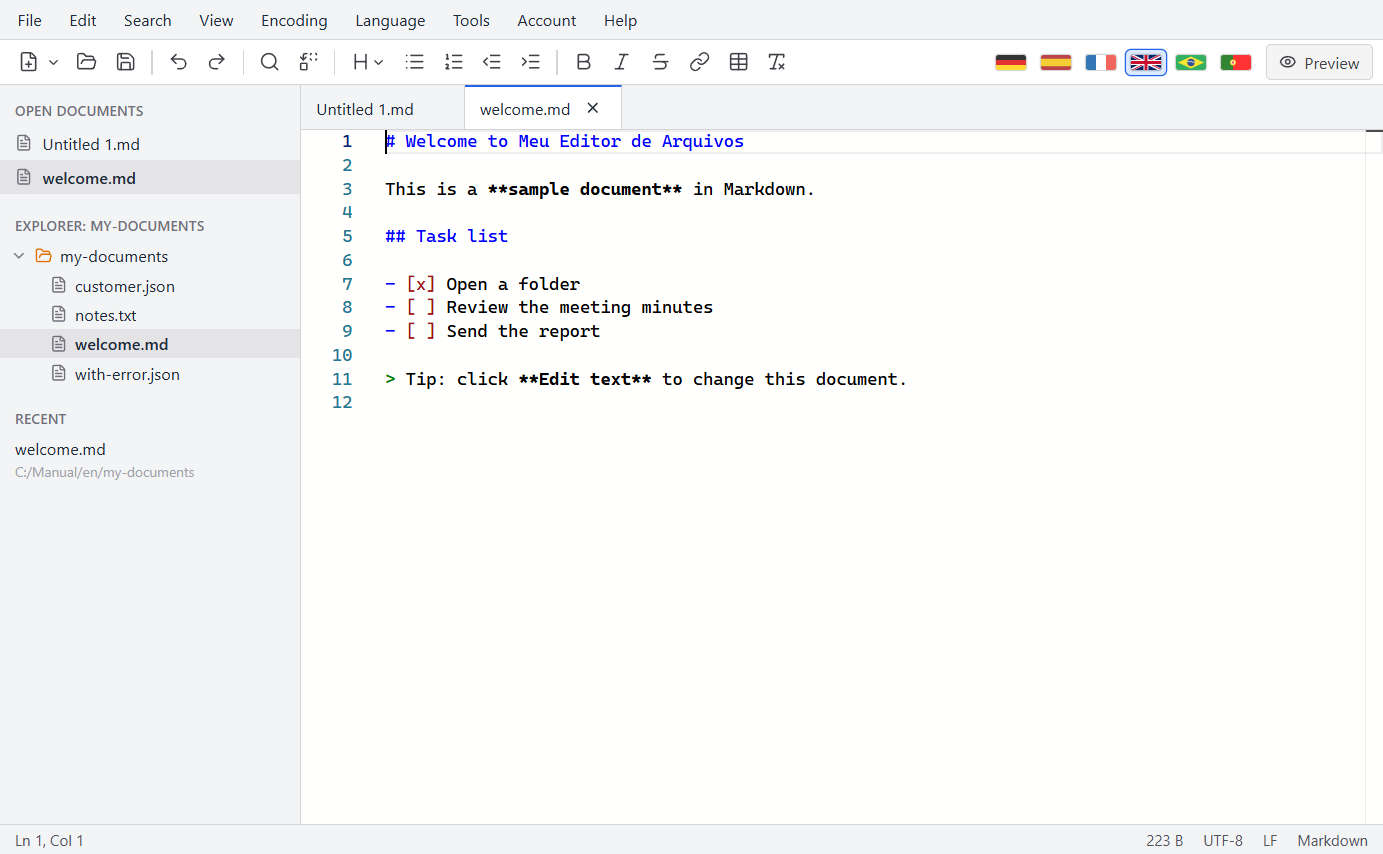 File Edit Search View Encoding Language Tools Account Help
H B I S Preview
OPEN DOCUMENTS
Untitled 1.md
welcome.md
EXPLORER: MY-DOCUMENTS
my-documents
customer.json
notes.txt
welcome.md
with-error.json
RECENT
welcome.md
C:/Manual/en/my-documents
Untitled 1.md welcome.md
1 # Welcome to Meu Editor de Arquivos
2
3 This is a **sample document** in Markdown.
4
5 ## Task list
6
7 - [x] Open a folder
8 - [ ] Review the meeting minutes
9 - [ ] Send the report
10
11 > Tip: click **Edit text** to change this document.
12
Ln 1, Col 1 223 B UTF-8 LF Markdown